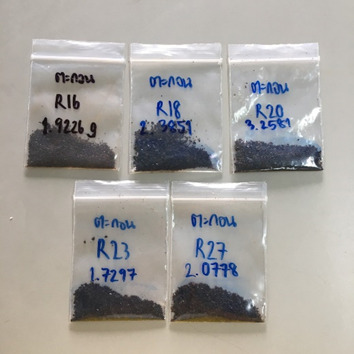 ตะกอน
R16
1.9226 g
ตะกอน
R18
2.3851
ตะกอน
R20
3.2581
ตะกอน
R23
1.7297
ตะกอน
R27
2.0778